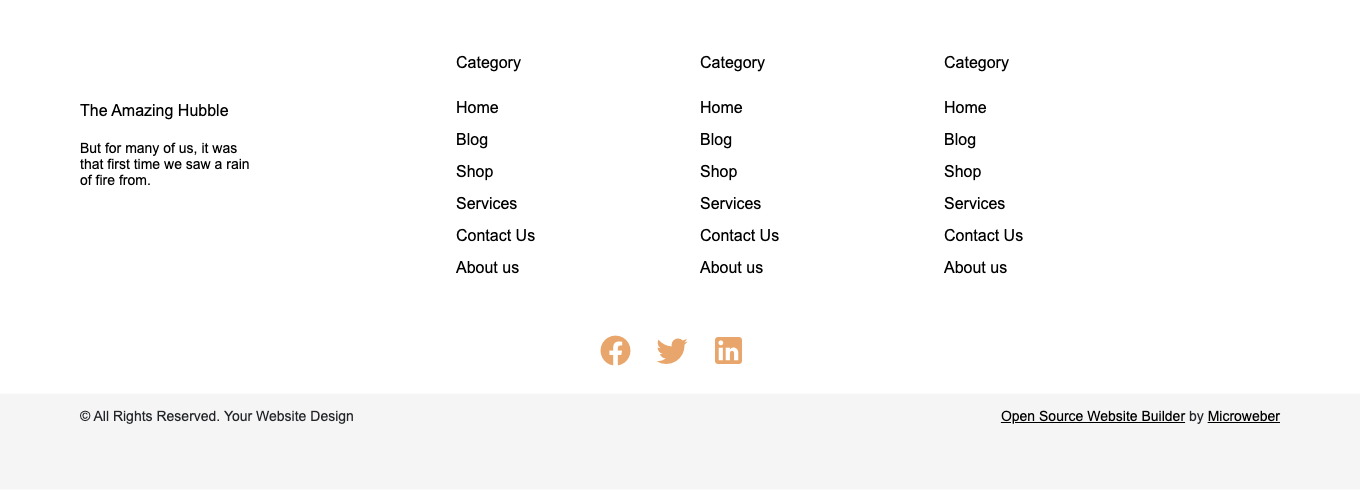 The Amazing Hubble
But for many of us, it was
that first time we saw a rain
of fire from.
Category
Home
Blog
Shop
Services
Contact Us
About us
Category
Home
Blog
Shop
Services
Contact Us
About us
Category
Home
Blog
Shop
Services
Contact Us
About us
© All Rights Reserved. Your Website Design
Open Source Website Builder by Microweber